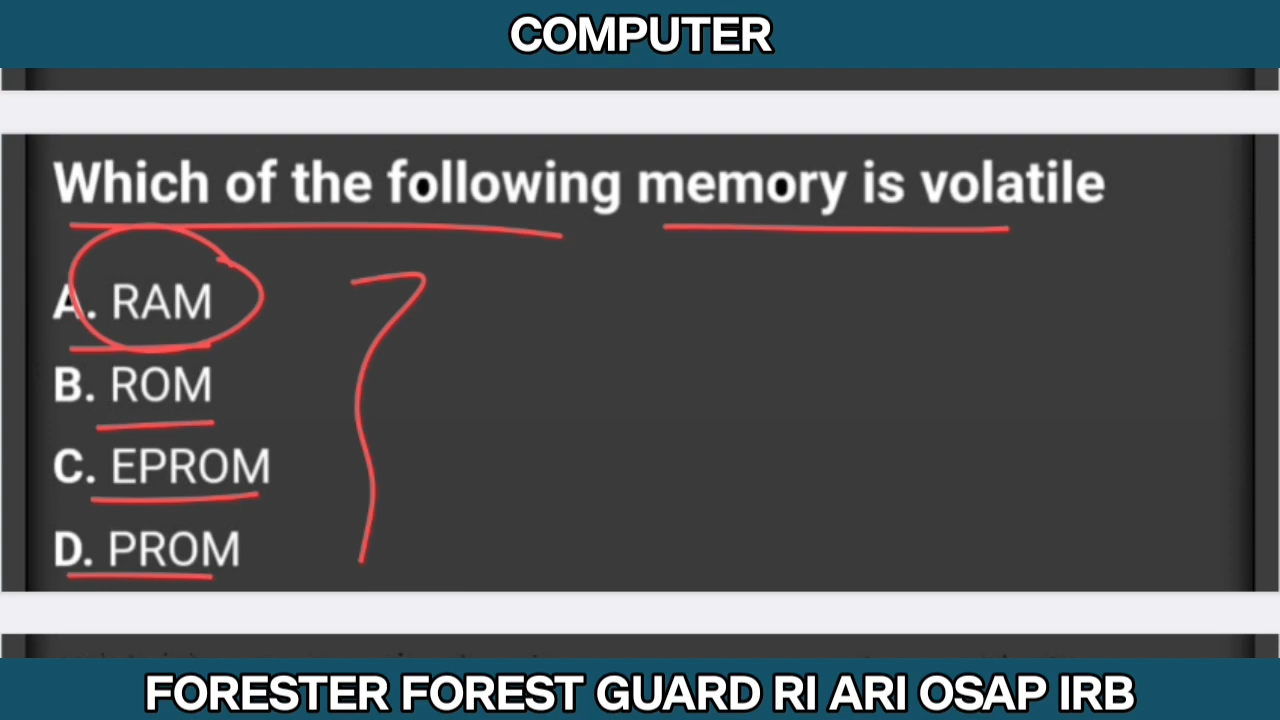 COMPUTER
Which of the following memory is volatile
A. RAM
B. ROM
C. EPROM
D. PROM
FORESTER FOREST GUARD RI ARI OSAP IRB